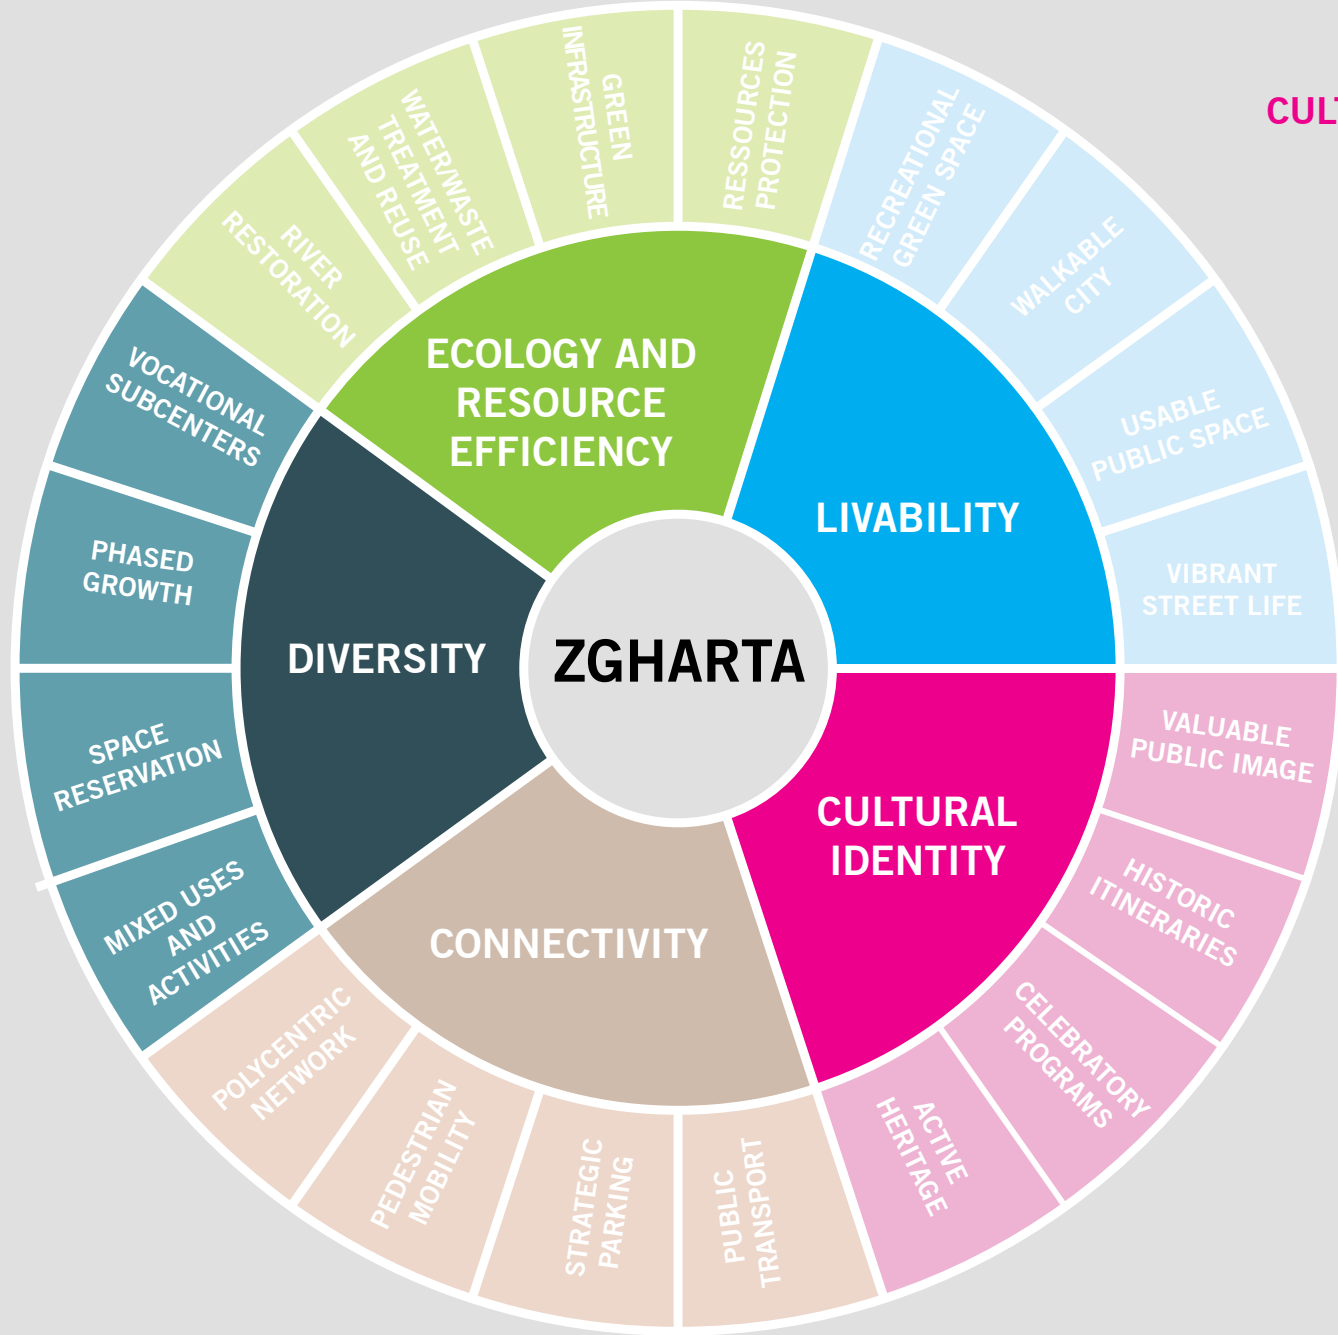 CULT
GREEN
INFRASTRUCTURE
RESSOURCES
PROTECTION
WATER/WASTE
TREATMENT
AND REUSE
RECREATIONAL
GREEN SPACE
RIVER
RESTORATION
WALKABLE
CITY
VOCATIONAL
SUBCENTERS
ECOLOGY AND
RESOURCE
EFFICIENCY
USABLE
PUBLIC SPACE
LIVABILITY
PHASED
GROWTH
VIBRANT
STREET LIFE
DIVERSITY
ZGHARTA
SPACE
RESERVATION
VALUABLE
PUBLIC IMAGE
CULTURAL
IDENTITY
MIXED USES
AND
ACTIVITIES
HISTORIC
ITINERARIES
CONNECTIVITY
POLYCENTRIC
NETWORK
CELEBRATORY
PROGRAMS
PEDESTRIAN
MOBILITY
ACTIVE
HERITAGE
STRATEGIC
PARKING
PUBLIC
TRANSPORT